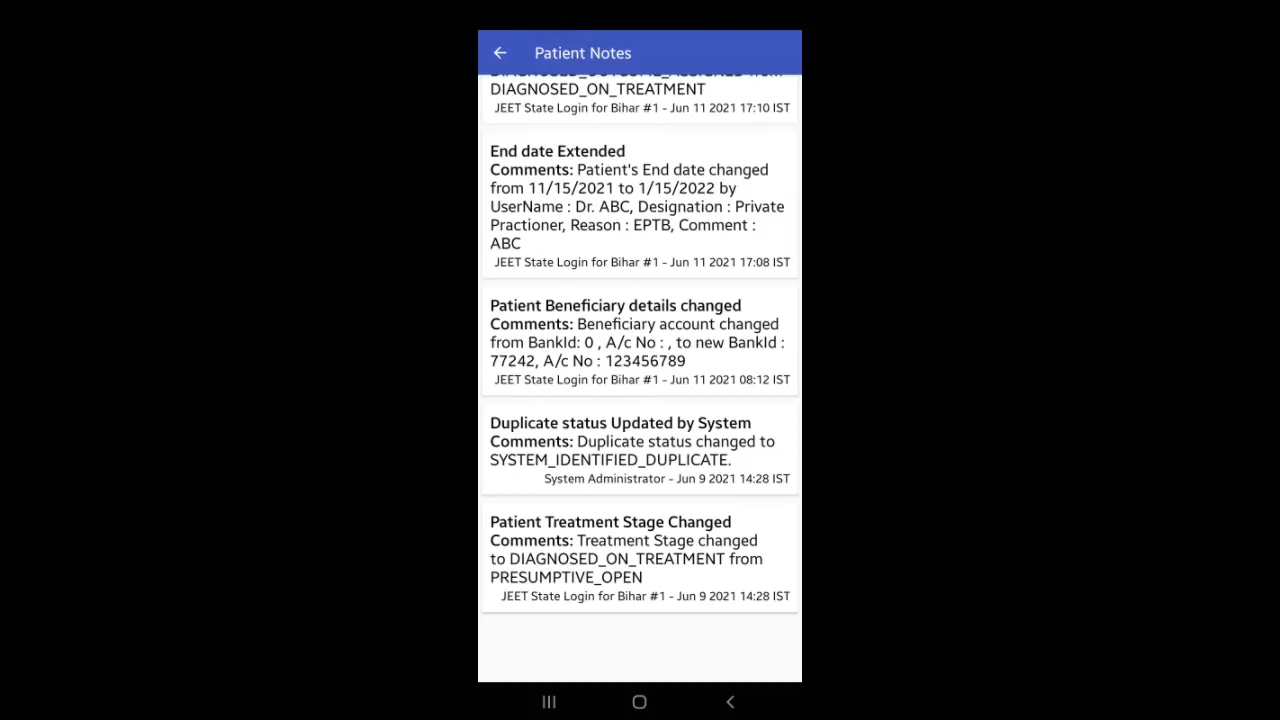 Patient Notes
DIAGNOSED_ON_TREATMENT
JEET State Login for Bihar #1 - Jun 11 2021 17:10 IST
End date Extended
Comments: Patient's End date changed
from 11/15/2021 to 1/15/2022 by
UserName : Dr. ABC, Designation : Private
Practioner, Reason : EPTB, Comment :
ABC
JEET State Login for Bihar #1 - Jun 11 2021 17:08 IST
Patient Beneficiary details changed
Comments: Beneficiary account changed
from BankId: 0 , A/c No : , to new BankId :
77242, A/c No : 123456789
JEET State Login for Bihar #1 - Jun 11 2021 08:12 IST
Duplicate status Updated by System
Comments: Duplicate status changed to
SYSTEM_IDENTIFIED_DUPLICATE.
System Administrator - Jun 9 2021 14:28 IST
Patient Treatment Stage Changed
Comments: Treatment Stage changed
to DIAGNOSED_ON_TREATMENT from
PRESUMPTIVE_OPEN
JEET State Login for Bihar #1 - Jun 9 2021 14:28 IST